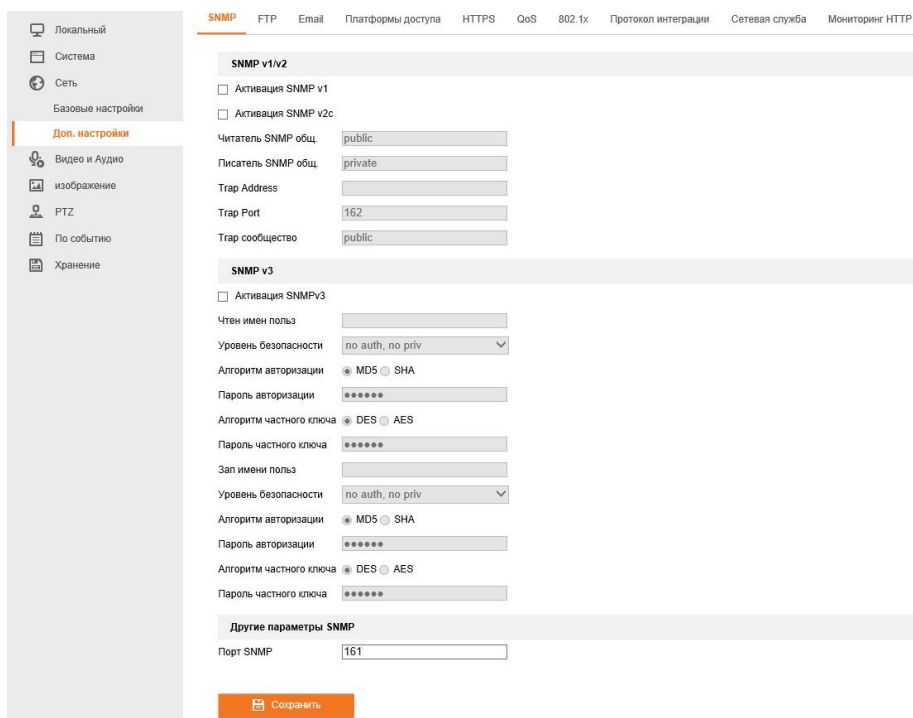 Локальный
Система
Сеть
Базовые настройки
Доп. настройки
Видео и Аудио
изображение
PTZ
По событию
Хранение
SNMP FTP Email Платформы доступа HTTPS QoS 802.1x Протокол интеграции Сетевая служба Мониторинг HTTP
SNMP v1/v2
Активация SNMP v1
Активация SNMP v2c
Читатель SNMP общ. public
Писатель SNMP общ. private
Trap Address
Trap Port 162
Trap сообщество public
SNMP v3
Активация SNMPv3
Чтен имен польз
Уровень безопасности no auth, no priv
Алгоритм авторизации MD5 SHA
Пароль авторизации ●●●●●●
Алгоритм частного ключа DES AES
Пароль частного ключа ●●●●●●
Зап имени польз
Уровень безопасности no auth, no priv
Алгоритм авторизации MD5 SHA
Пароль авторизации ●●●●●●
Алгоритм частного ключа DES AES
Пароль частного ключа ●●●●●●
Другие параметры SNMP
Порт SNMP 161
Сохранить